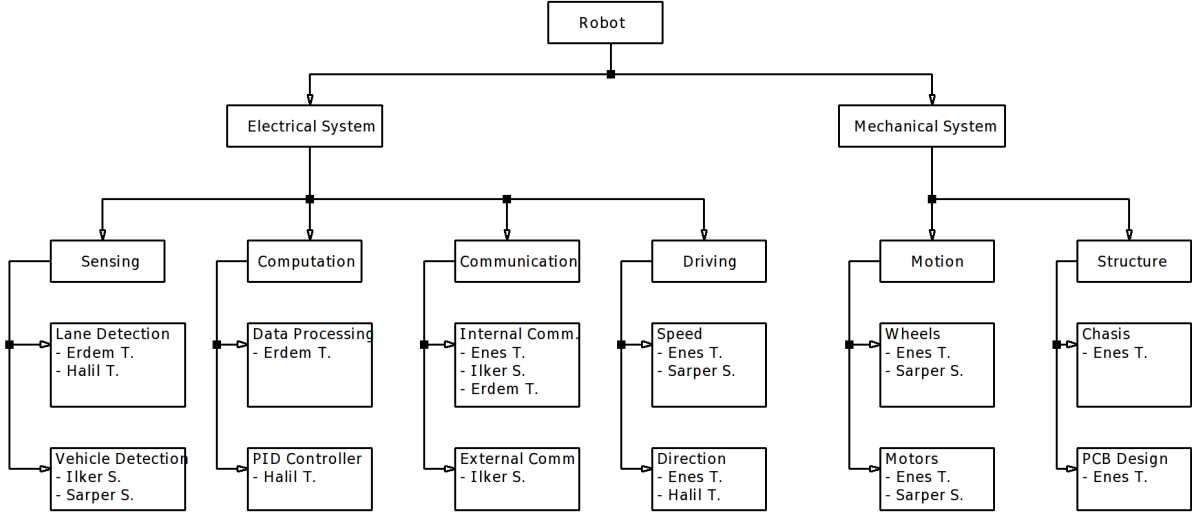 Robot
Electrical System
Mechanical System
Sensing
Computation
Communication
Driving
Motion
Structure
Lane Detection
- Erdem T.
- Halil T.
Data Processing
- Erdem T.
Internal Comm.
- Enes T.
- Ilker S.
- Erdem T.
Speed
- Enes T.
- Sarper S.
Wheels
- Enes T.
- Sarper S.
Chasis
- Enes T.
Vehicle Detection
- Ilker S.
- Sarper S.
PID Controller
- Halil T.
External Comm
- Ilker S.
Direction
- Enes T.
- Halil T.
Motors
- Enes T.
- Sarper S.
PCB Design
- Enes T.